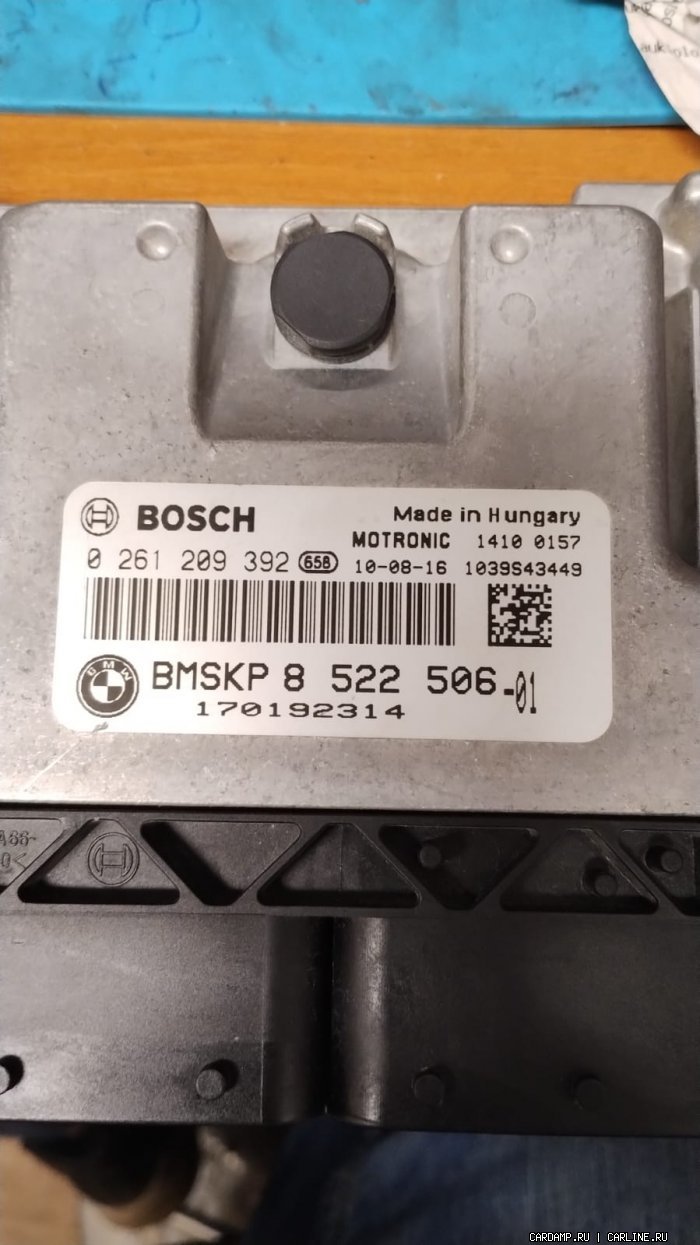 BOSCH
Made in Hungary
MOTRONIC 1410 0157
0 261 209 392 658 10-08-16 1039S43449
BMW
BMSKP 8 522 506-01
170192314
CARDAMP.RU | CARLINE.RU